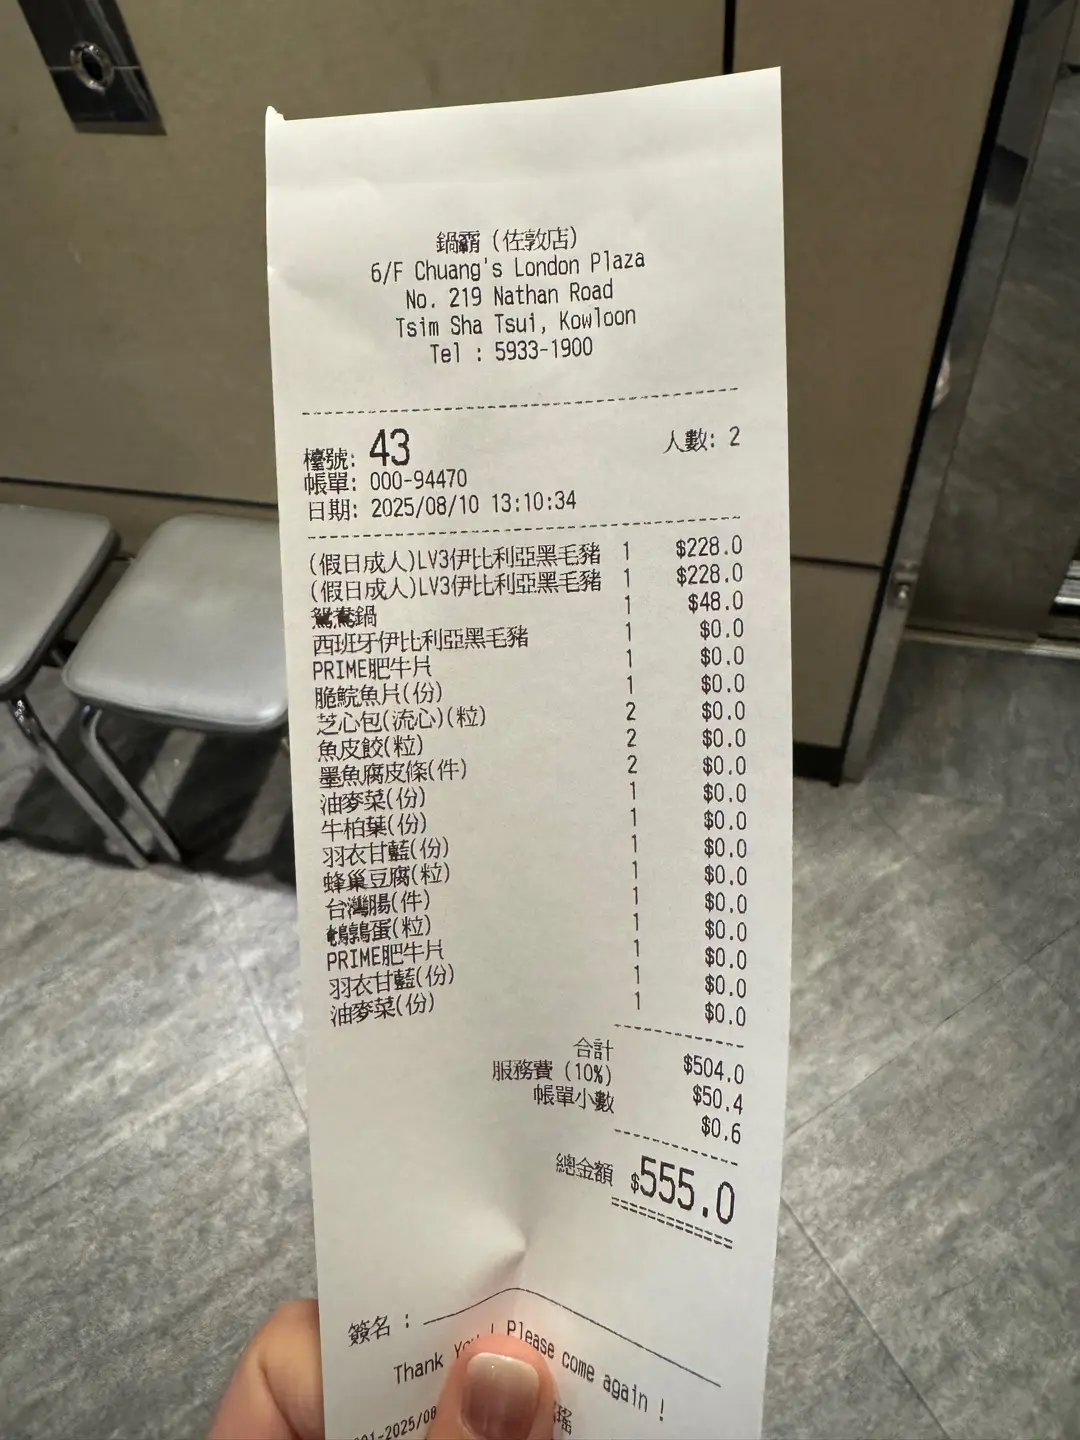 鍋霸 (佐敦店)
6/F Chuang's London Plaza
No. 219 Nathan Road
Tsim Sha Tsui, Kowloon
Tel : 5933-1900
檯號: 43 人數: 2
帳單: 000-94470
日期: 2025/08/10 13:10:34
(假日成人)LV3伊比利亞黑毛豬 1 $228.0
(假日成人)LV3伊比利亞黑毛豬 1 $228.0
鴛鴦鍋 1 $48.0
西班牙伊比利亞黑毛豬 1 $0.0
PRIME肥牛片 1 $0.0
脆鯇魚片(份) 1 $0.0
芝心包(流心)(粒) 2 $0.0
魚皮餃(粒) 2 $0.0
墨魚腐皮條(件) 2 $0.0
油麥菜(份) 1 $0.0
牛柏葉(份) 1 $0.0
羽衣甘藍(份) 1 $0.0
蜂巢豆腐(粒) 1 $0.0
台灣腸(件) 1 $0.0
鵪鶉蛋(粒) 1 $0.0
PRIME肥牛片 1 $0.0
羽衣甘藍(份) 1 $0.0
油麥菜(份) 1 $0.0
合計 $504.0
服務費 (10%) $50.4
帳單小數 $0.6
總金額 $555.0
簽名 :
Thank You ! Please come again !
01-2025/08 瑤